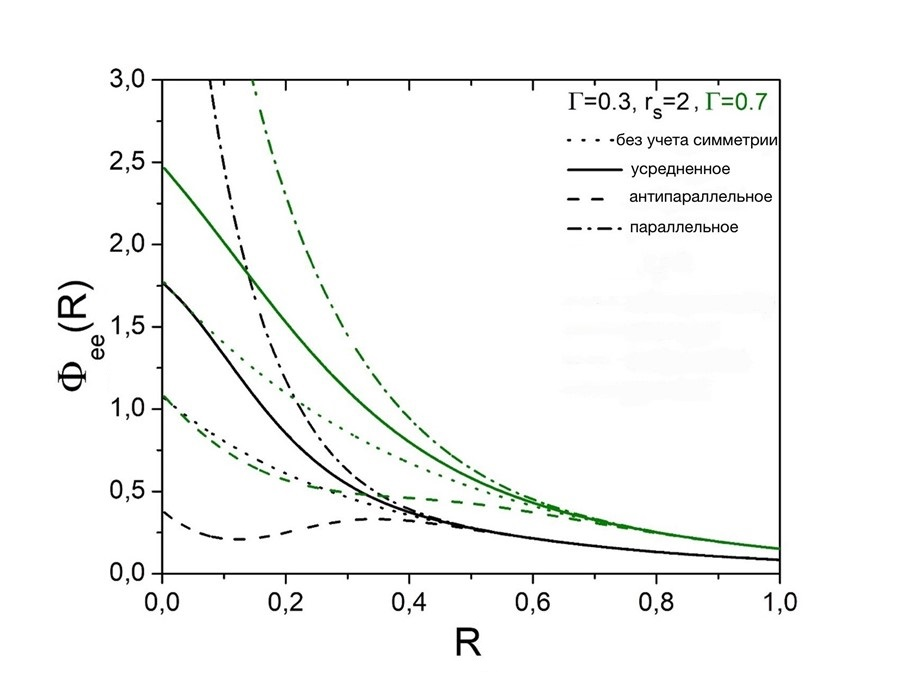 3,0
2,5
2,0
1,5
1,0
0,5
0,0
Φee(R)
Γ=0.3, rs=2 , Γ=0.7
без учета симметрии
усредненное
антипараллельное
параллельное
0,0 0,2 0,4 0,6 0,8 1,0
R